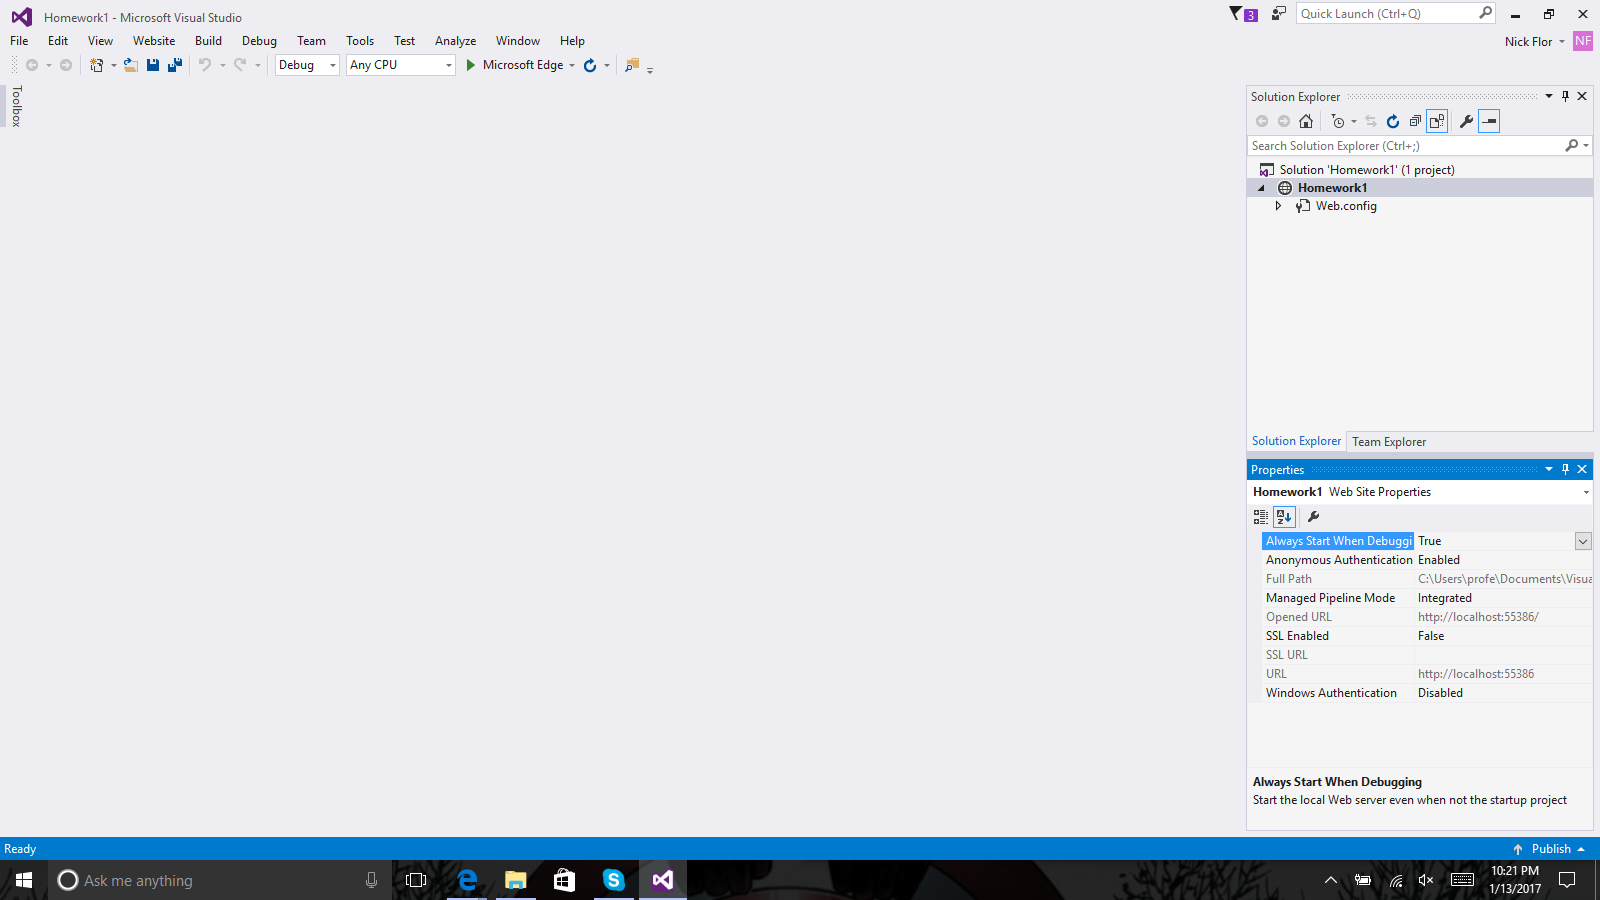 Homework1 - Microsoft Visual Studio
3
Quick Launch (Ctrl+Q)
File Edit View Website Build Debug Team Tools Test Analyze Window Help
Nick Flor NF
Debug Any CPU Microsoft Edge
Toolbox
Solution Explorer
Search Solution Explorer (Ctrl+;)
Solution 'Homework1' (1 project)
Homework1
Web.config
Solution Explorer Team Explorer
Properties
Homework1 Web Site Properties
Always Start When Debuggi True
Anonymous Authentication Enabled
Full Path C:\Users\profe\Documents\Visua
Managed Pipeline Mode Integrated
Opened URL http://localhost:55386/
SSL Enabled False
SSL URL
URL http://localhost:55386
Windows Authentication Disabled
Always Start When Debugging
Start the local Web server even when not the startup project
Ready
Publish
Ask me anything
10:21 PM
1/13/2017